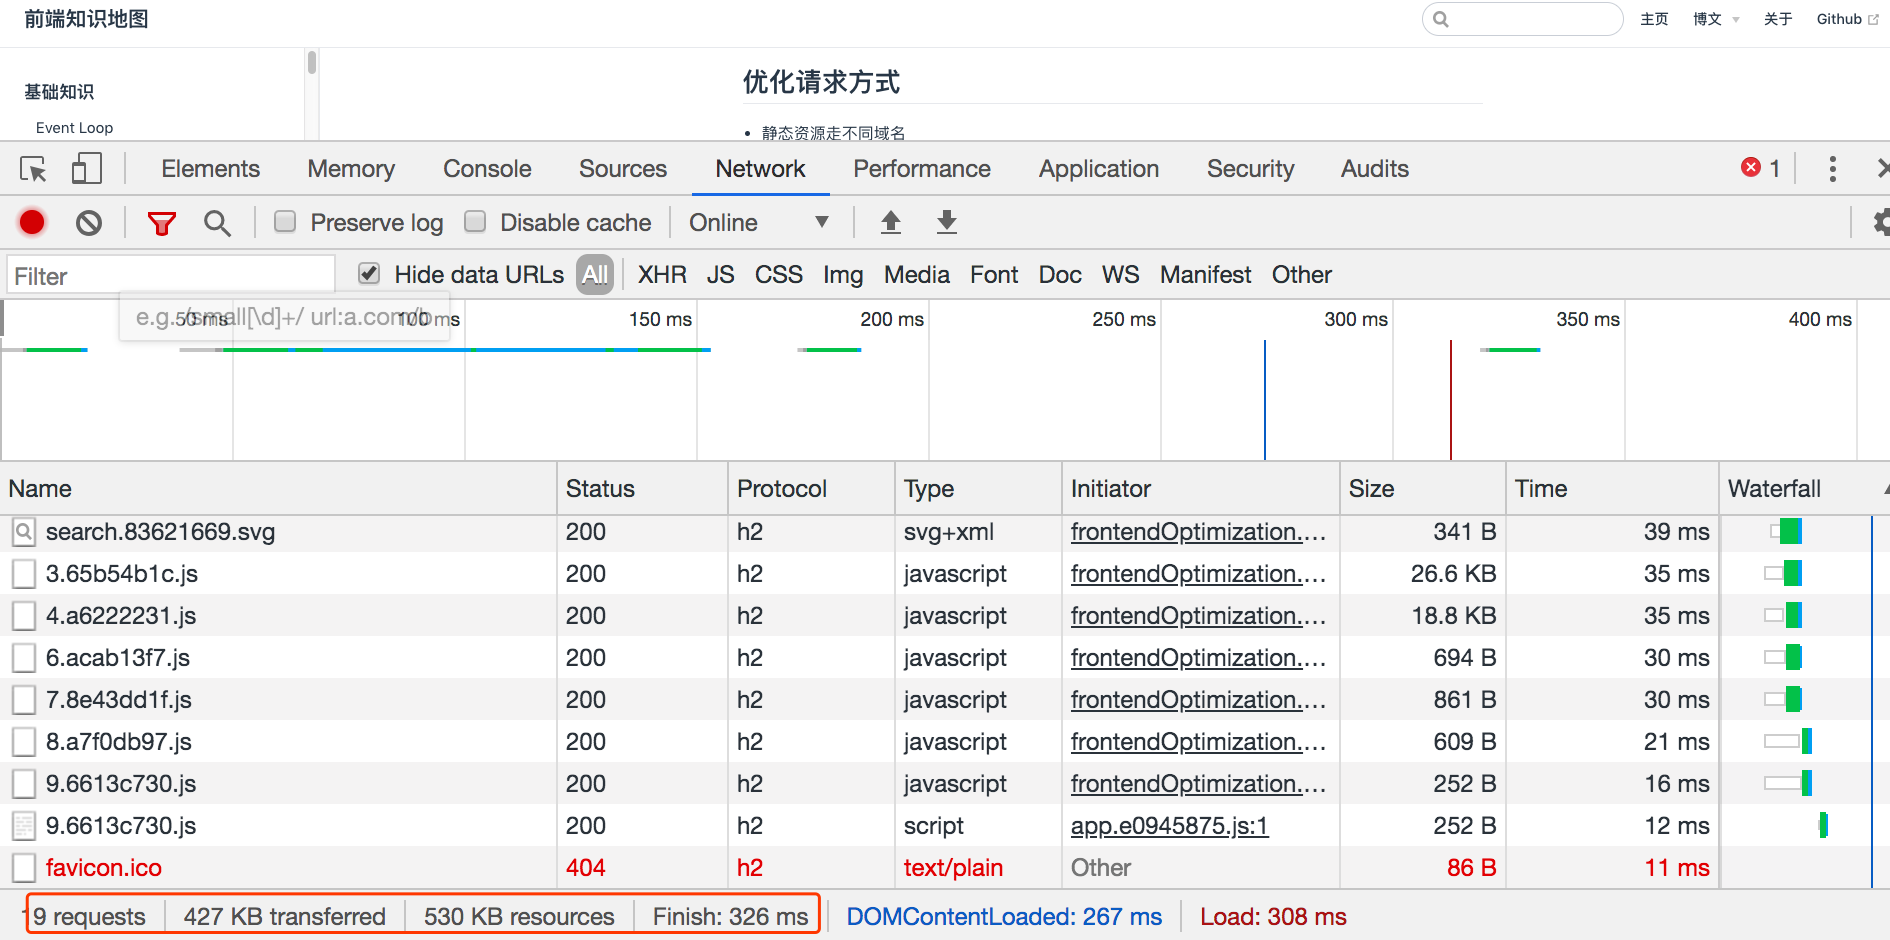 前端知识地图
主页 博文 关于 Github
基础知识
Event Loop
优化请求方式
静态资源走不同域名
Elements Memory Console Sources Network Performance Application Security Audits 1
Preserve log Disable cache Online
Filter Hide data URLs All XHR JS CSS Img Media Font Doc WS Manifest Other
e.g. /small[\d]+/ url:a.com/b
50 ms 100 ms 150 ms 200 ms 250 ms 300 ms 350 ms 400 ms
Name Status Protocol Type Initiator Size Time Waterfall
search.83621669.svg 200 h2 svg+xml frontendOptimization.… 341 B 39 ms
3.65b54b1c.js 200 h2 javascript frontendOptimization.… 26.6 KB 35 ms
4.a6222231.js 200 h2 javascript frontendOptimization.… 18.8 KB 35 ms
6.acab13f7.js 200 h2 javascript frontendOptimization.… 694 B 30 ms
7.8e43dd1f.js 200 h2 javascript frontendOptimization.… 861 B 30 ms
8.a7f0db97.js 200 h2 javascript frontendOptimization.… 609 B 21 ms
9.6613c730.js 200 h2 javascript frontendOptimization.… 252 B 16 ms
9.6613c730.js 200 h2 script app.e0945875.js:1 252 B 12 ms
favicon.ico 404 h2 text/plain Other 86 B 11 ms
19 requests 427 KB transferred 530 KB resources Finish: 326 ms DOMContentLoaded: 267 ms Load: 308 ms